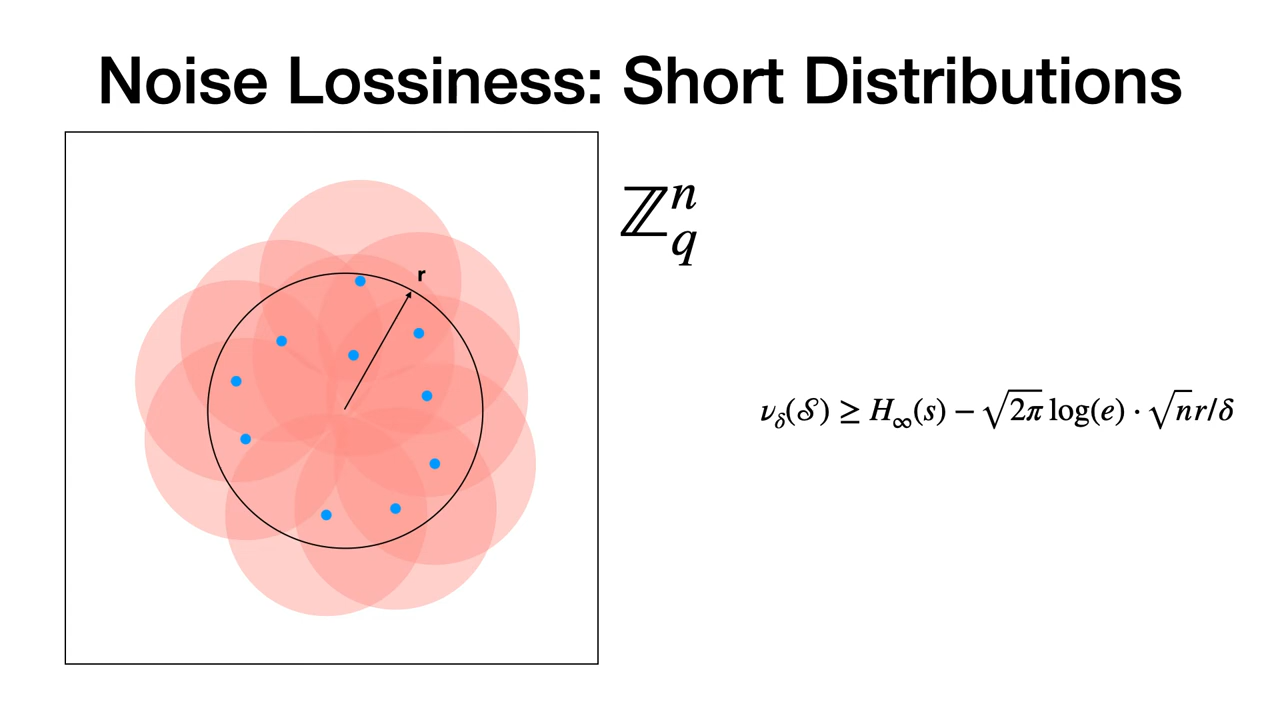 Noise Lossiness: Short Distributions
r
ℤ_q^n
ν_δ(𝒮) ≥ H_∞(s) − √2π log(e) · √n r/δ